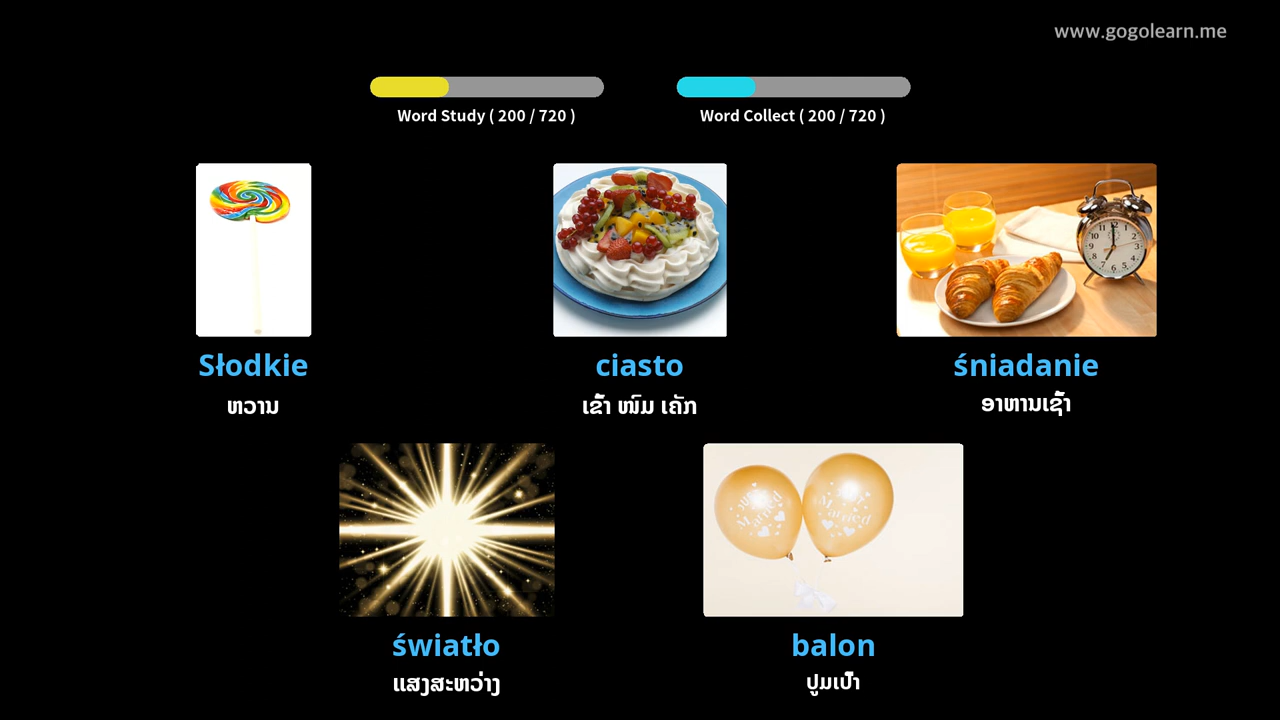 www.gogolearn.me
Word Study ( 200 / 720 )
Word Collect ( 200 / 720 )
Słodkie
ຫວານ
ciasto
ເຂົ້າ ໜົມ ເຄັກ
śniadanie
ອາຫານເຊົ້າ
światło
ແສງສະຫວ່າງ
balon
ປູມເປົ້າ